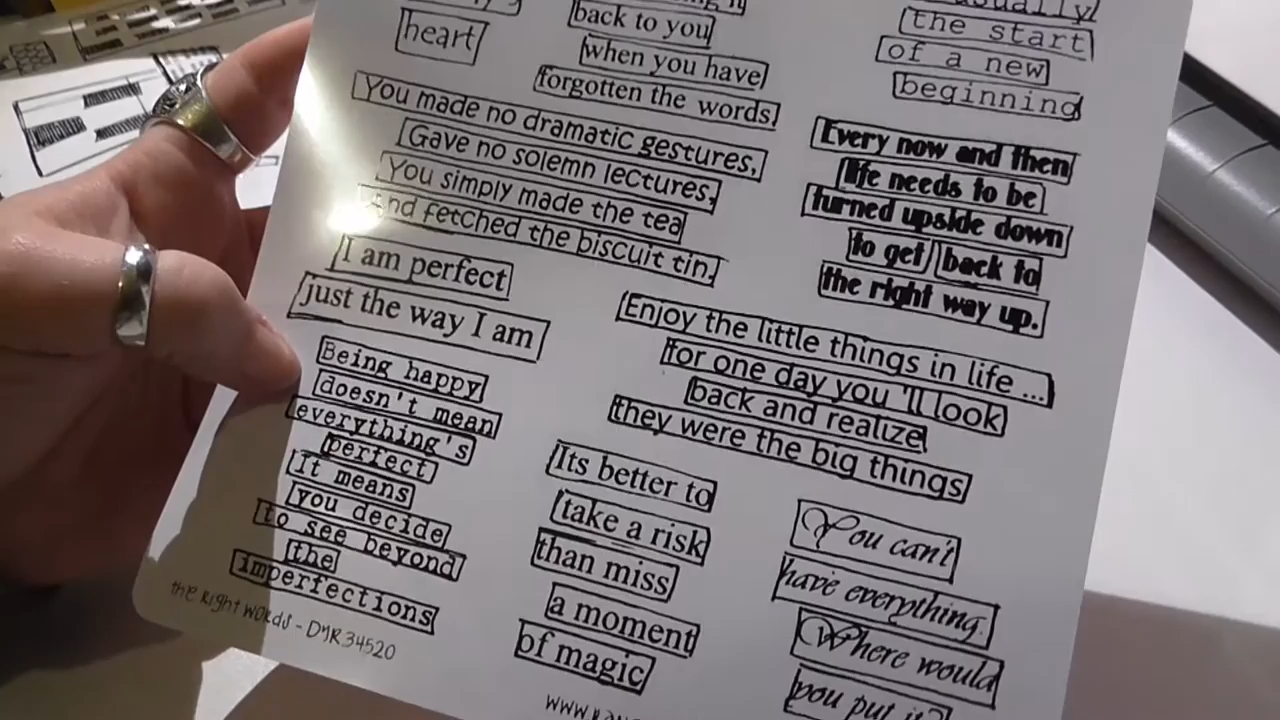 heart
back to you
when you have
forgotten the words.
usually
the start
of a new
beginning
You made no dramatic gestures,
Gave no solemn lectures,
You simply made the tea
And fetched the biscuit tin.
Every now and then
life needs to be
turned upside down
to get back to
the right way up.
I am perfect
just the way I am
Enjoy the little things in life ...
for one day you 'll look
back and realize
they were the big things
Being happy
doesn't mean
everything's
perfect
It means
you decide
to see beyond
the
imperfections
Its better to
take a risk
than miss
a moment
of magic
You can't
have everything.
Where would
you put it?
the Right words - DYR 34520